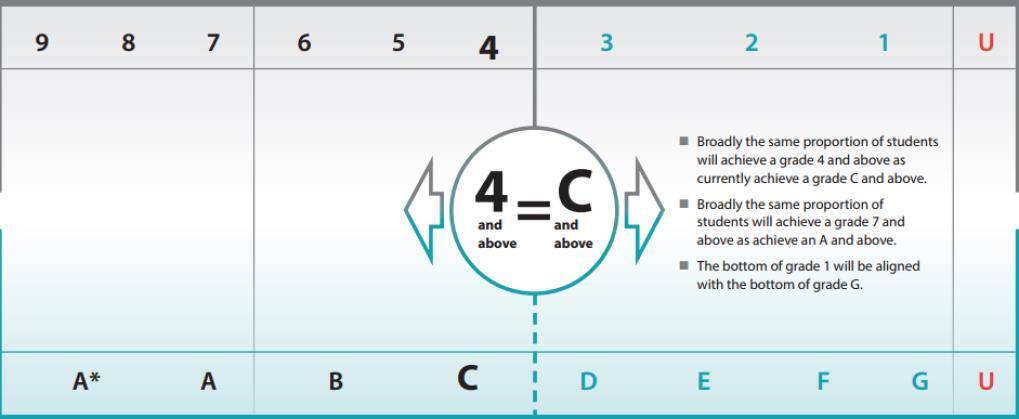 9 8 7 6 5 4 3 2 1 U
4 = C
and above and above
■ Broadly the same proportion of students
will achieve a grade 4 and above as
currently achieve a grade C and above.
■ Broadly the same proportion of
students will achieve a grade 7 and
above as achieve an A and above.
■ The bottom of grade 1 will be aligned
with the bottom of grade G.
A* A B C D E F G U